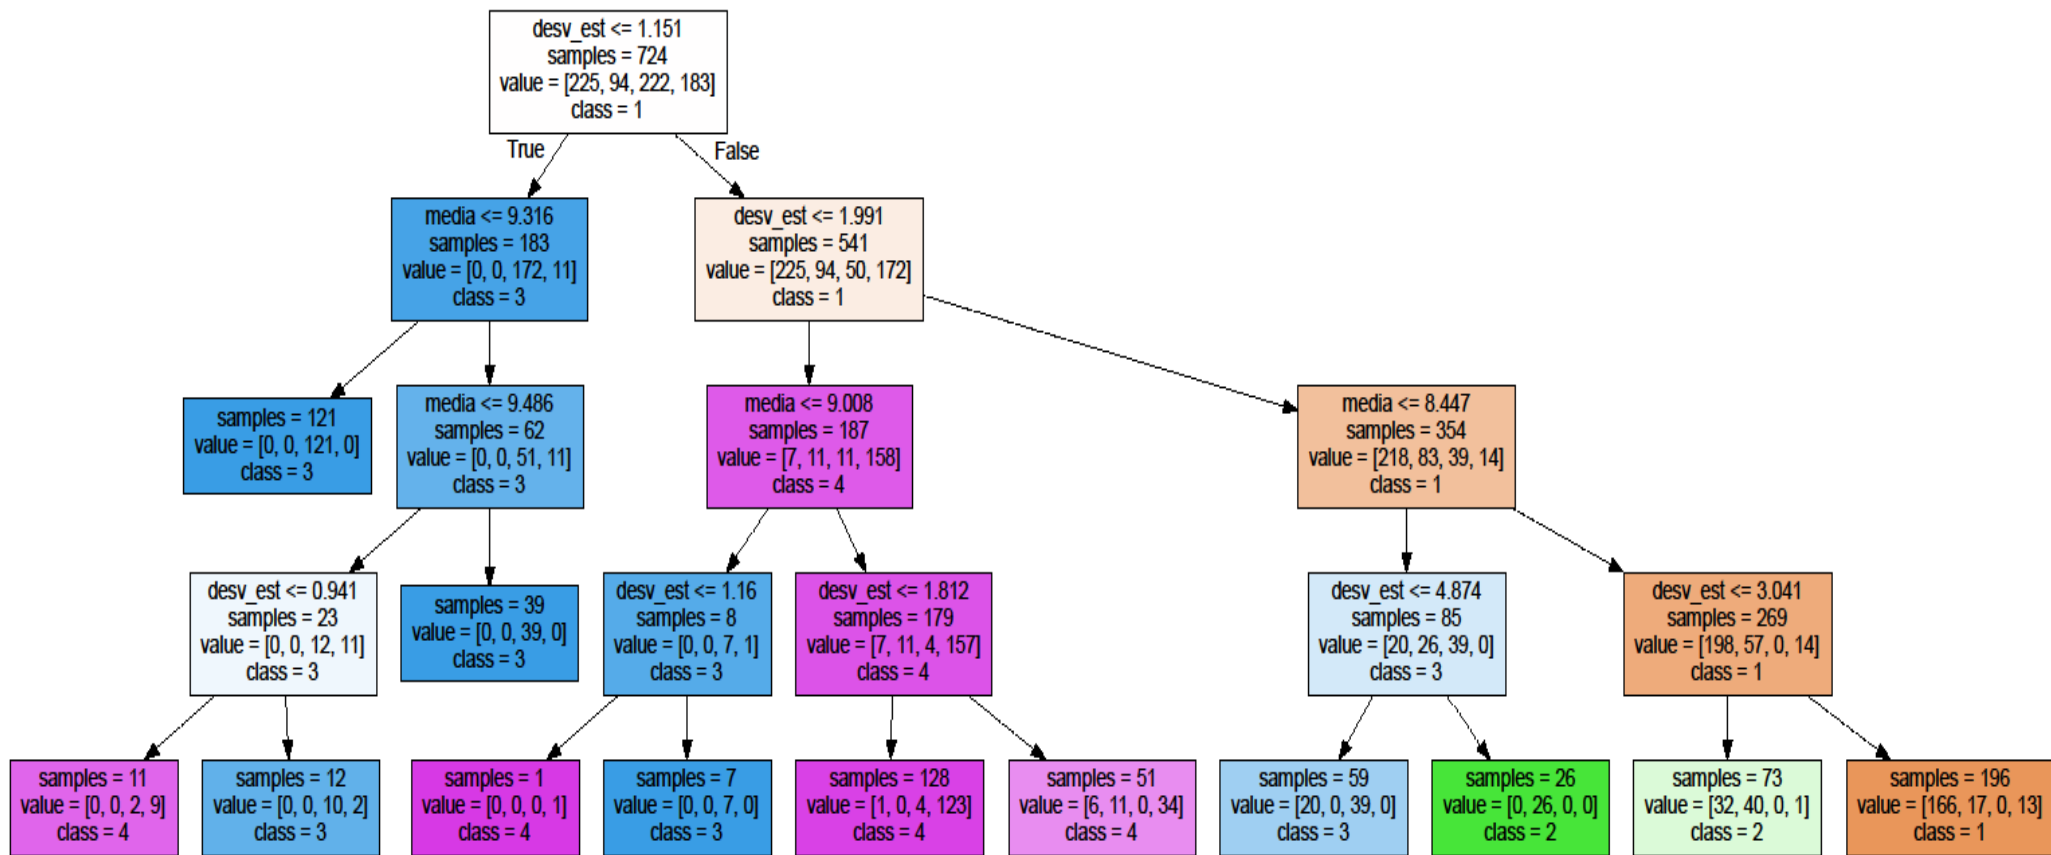 desv_est <= 1.151
samples = 724
value = [225, 94, 222, 183]
class = 1
True
False
media <= 9.316
samples = 183
value = [0, 0, 172, 11]
class = 3
desv_est <= 1.991
samples = 541
value = [225, 94, 50, 172]
class = 1
samples = 121
value = [0, 0, 121, 0]
class = 3
media <= 9.486
samples = 62
value = [0, 0, 51, 11]
class = 3
media <= 9.008
samples = 187
value = [7, 11, 11, 158]
class = 4
media <= 8.447
samples = 354
value = [218, 83, 39, 14]
class = 1
desv_est <= 0.941
samples = 23
value = [0, 0, 12, 11]
class = 3
samples = 39
value = [0, 0, 39, 0]
class = 3
desv_est <= 1.16
samples = 8
value = [0, 0, 7, 1]
class = 3
desv_est <= 1.812
samples = 179
value = [7, 11, 4, 157]
class = 4
desv_est <= 4.874
samples = 85
value = [20, 26, 39, 0]
class = 3
desv_est <= 3.041
samples = 269
value = [198, 57, 0, 14]
class = 1
samples = 11
value = [0, 0, 2, 9]
class = 4
samples = 12
value = [0, 0, 10, 2]
class = 3
samples = 1
value = [0, 0, 0, 1]
class = 4
samples = 7
value = [0, 0, 7, 0]
class = 3
samples = 128
value = [1, 0, 4, 123]
class = 4
samples = 51
value = [6, 11, 0, 34]
class = 4
samples = 59
value = [20, 0, 39, 0]
class = 3
samples = 26
value = [0, 26, 0, 0]
class = 2
samples = 73
value = [32, 40, 0, 1]
class = 2
samples = 196
value = [166, 17, 0, 13]
class = 1